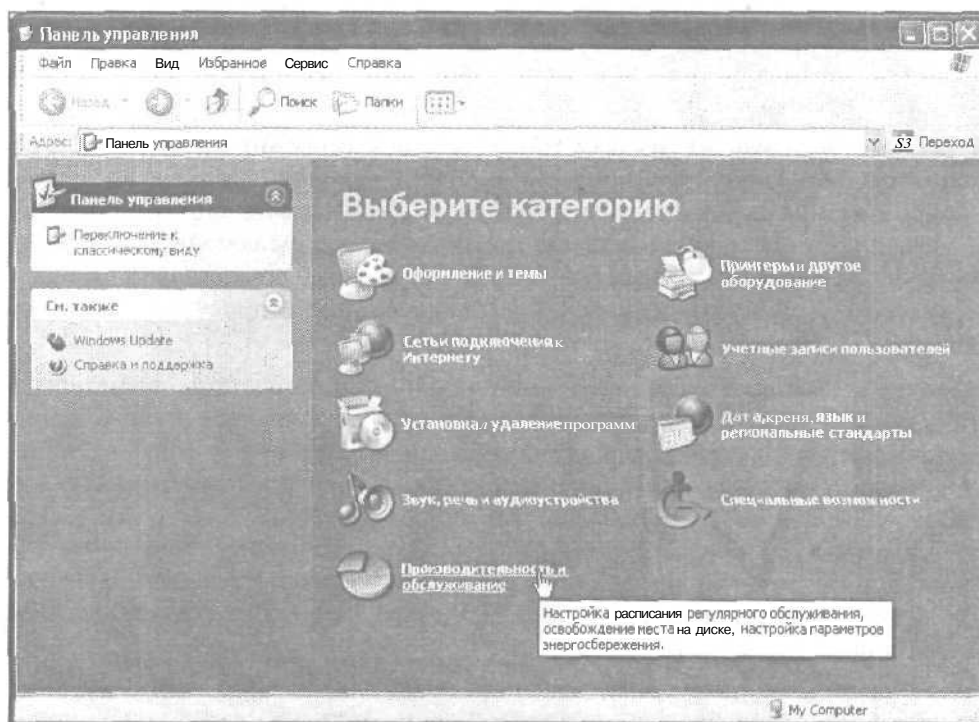 Панель управления
Файл Правка Вид Избранное Сервис Справка
Назад Поиск Папки
Адрес: Панель управления S3 Переход
Панель управления
Переключение к
классическому виду
См. также
Windows Update
Справка и поддержка
Выберите категорию
Оформление и темы
Принтеры и другое
оборудование
Сеть и подключения к
Интернету
Учетные записи пользователей
Установка л удаление программ
Дата, креня, язык и
региональные стандарты
Звук, речь и аудиоустройства
Специальные возможности
Производительность и
обслуживание
Настройка расписания регулярного обслуживания,
освобождение места на диске, настройка параметров
энергосбережения.
My Computer